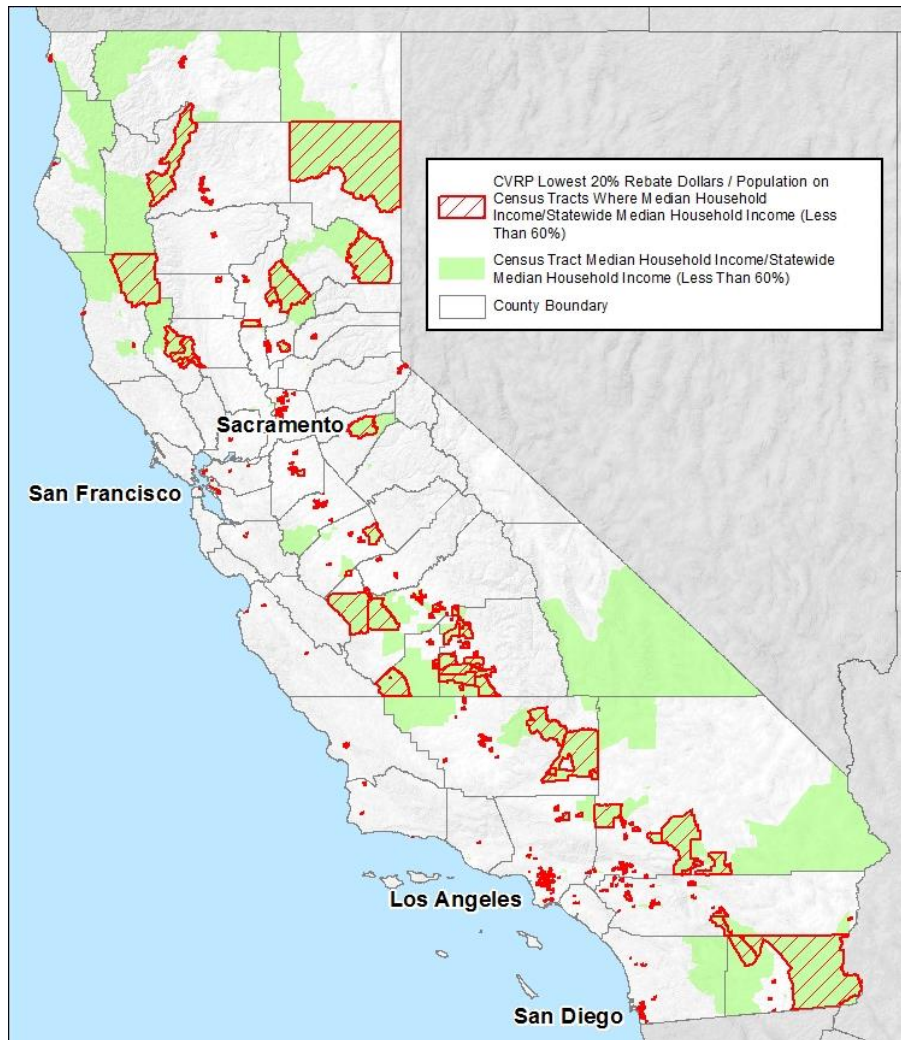 CVRP Lowest 20% Rebate Dollars / Population on
Census Tracts Where Median Household
Income/Statewide Median Household Income (Less
Than 60%)
Census Tract Median Household Income/Statewide
Median Household Income (Less Than 60%)
County Boundary
Sacramento
San Francisco
Los Angeles
San Diego